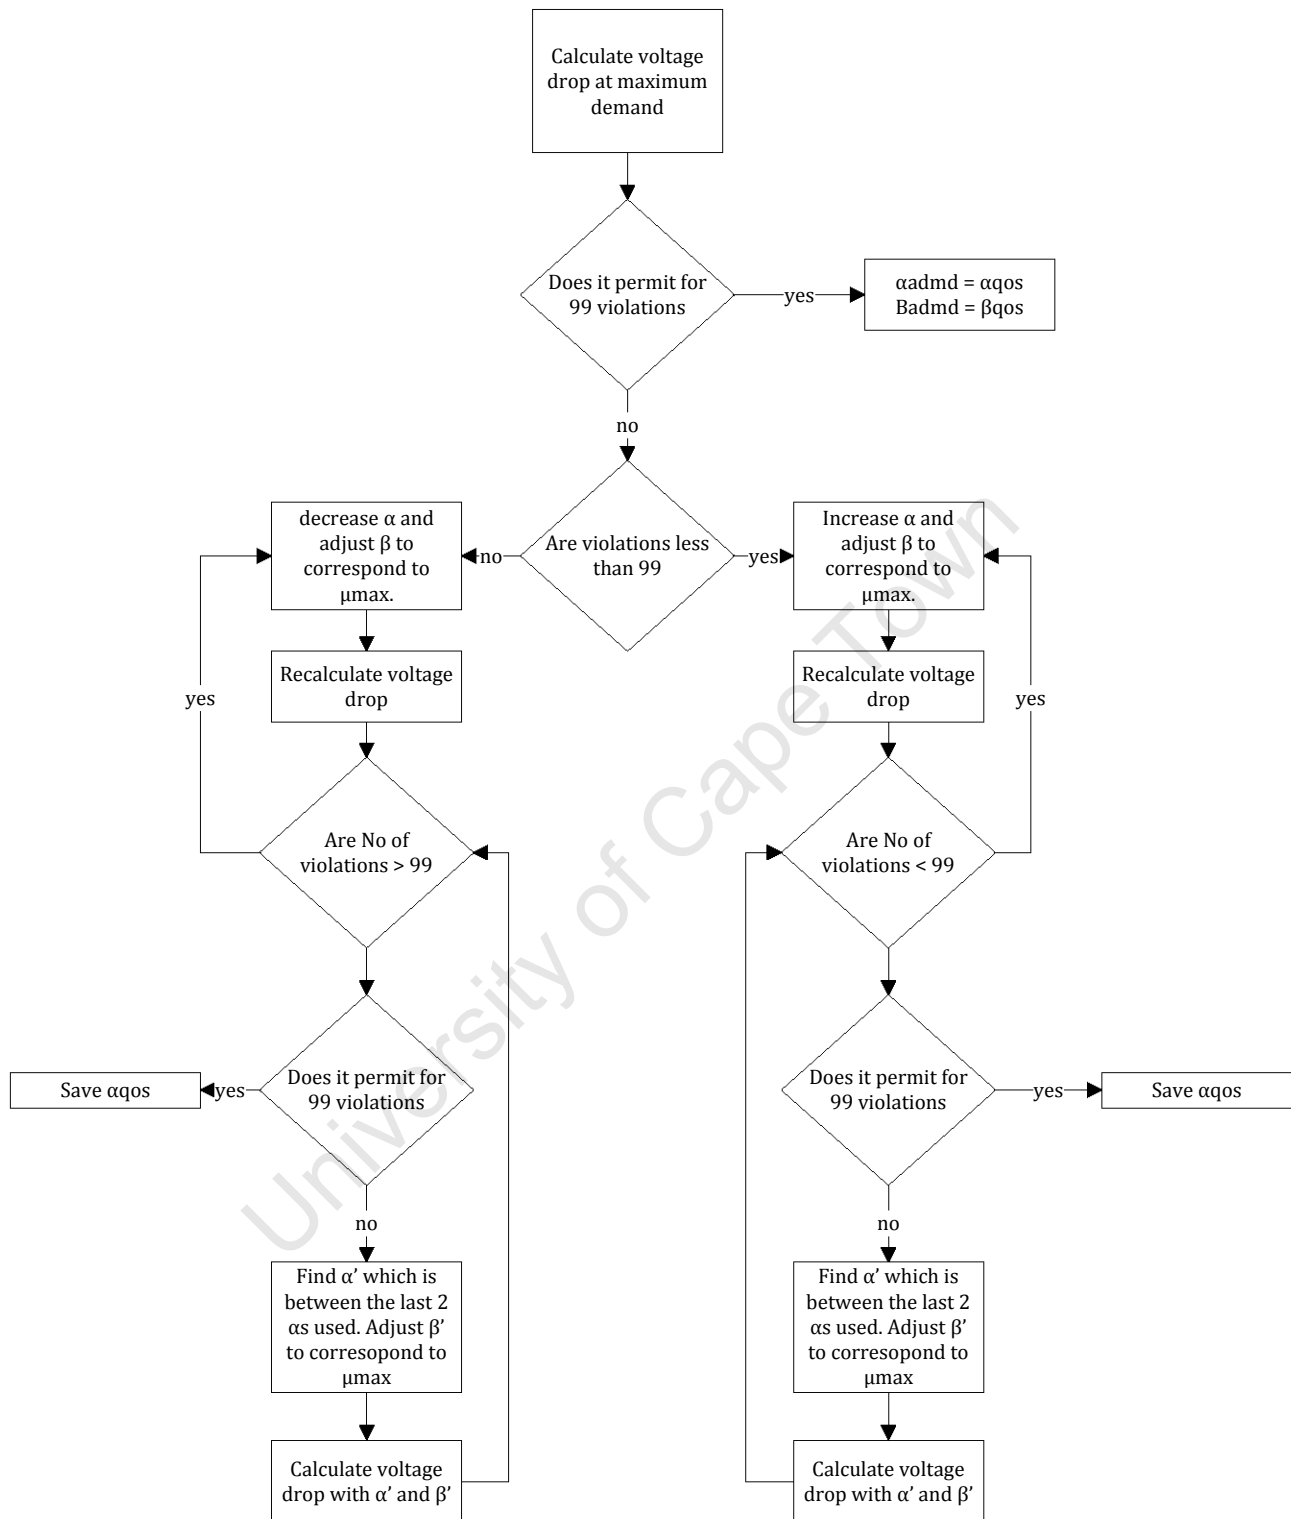 Calculate voltage
drop at maximum
demand
Does it permit for
99 violations
yes
αadmd = αqos
Badmd = βqos
no
Are violations less
than 99
no
yes
decrease α and
adjust β to
correspond to
μmax.
Increase α and
adjust β to
correspond to
μmax.
Recalculate voltage
drop
Recalculate voltage
drop
yes
yes
Are No of
violations > 99
Are No of
violations < 99
Does it permit for
99 violations
yes
Save αqos
Does it permit for
99 violations
yes
Save αqos
no
no
Find α’ which is
between the last 2
αs used. Adjust β’
to corresopond to
μmax
Find α’ which is
between the last 2
αs used. Adjust β’
to corresopond to
μmax
Calculate voltage
drop with α’ and β’
Calculate voltage
drop with α’ and β’
University of Cape Town